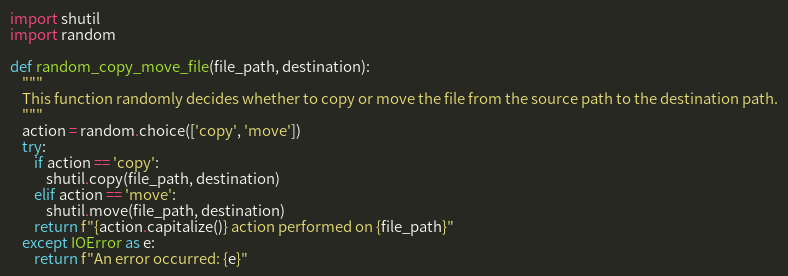 import shutil
import random

def random_copy_move_file(file_path, destination):
    """
    This function randomly decides whether to copy or move the file from the source path to the destination path.
    """
    action = random.choice(['copy', 'move'])
    try:
        if action == 'copy':
            shutil.copy(file_path, destination)
        elif action == 'move':
            shutil.move(file_path, destination)
        return f"{action.capitalize()} action performed on {file_path}"
    except IOError as e:
        return f"An error occurred: {e}"